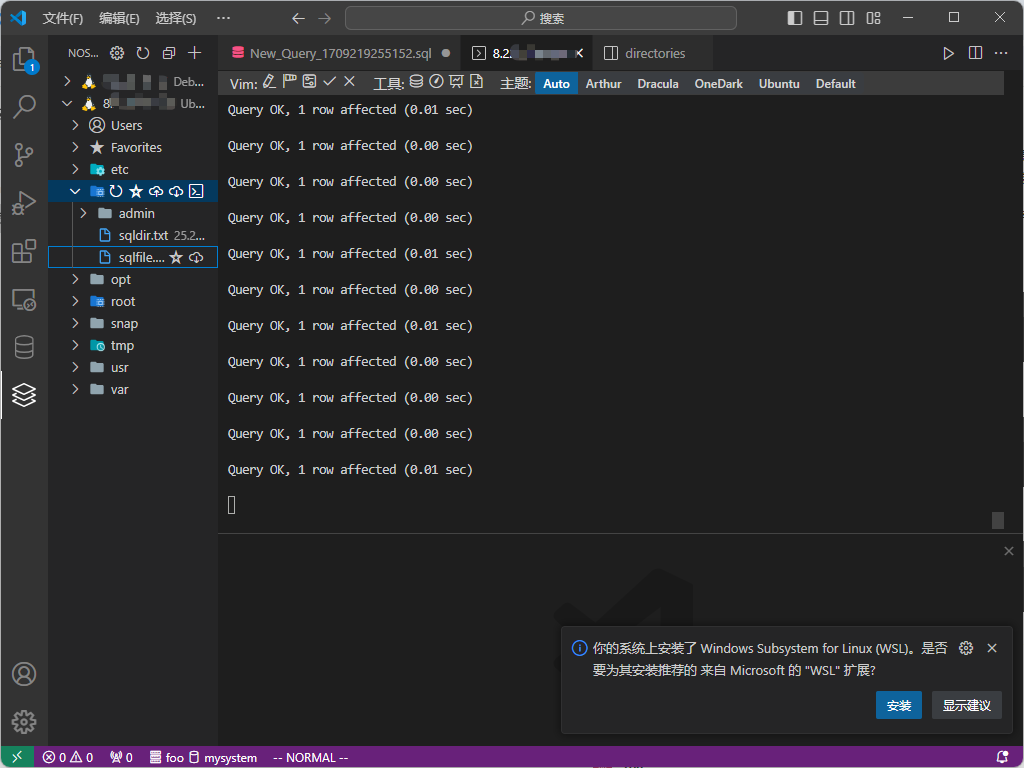 文件(F) 编辑(E) 选择(S) ··· 搜索
NOS...
New_Query_1709219255152.sql
8.2
directories
Vim: 工具: 主题: Auto Arthur Dracula OneDark Ubuntu Default
Deb...
8. Ub...
Users
Favorites
etc
admin
sqldir.txt 25.2...
sqlfile....
opt
root
snap
tmp
usr
var
1
Query OK, 1 row affected (0.01 sec)
Query OK, 1 row affected (0.00 sec)
Query OK, 1 row affected (0.00 sec)
Query OK, 1 row affected (0.00 sec)
Query OK, 1 row affected (0.01 sec)
Query OK, 1 row affected (0.00 sec)
Query OK, 1 row affected (0.01 sec)
Query OK, 1 row affected (0.00 sec)
Query OK, 1 row affected (0.00 sec)
Query OK, 1 row affected (0.00 sec)
Query OK, 1 row affected (0.01 sec)
你的系统上安装了 Windows Subsystem for Linux (WSL)。是否
要为其安装推荐的 来自 Microsoft 的 "WSL" 扩展?
安装 显示建议
0 0 0 foo mysystem -- NORMAL --